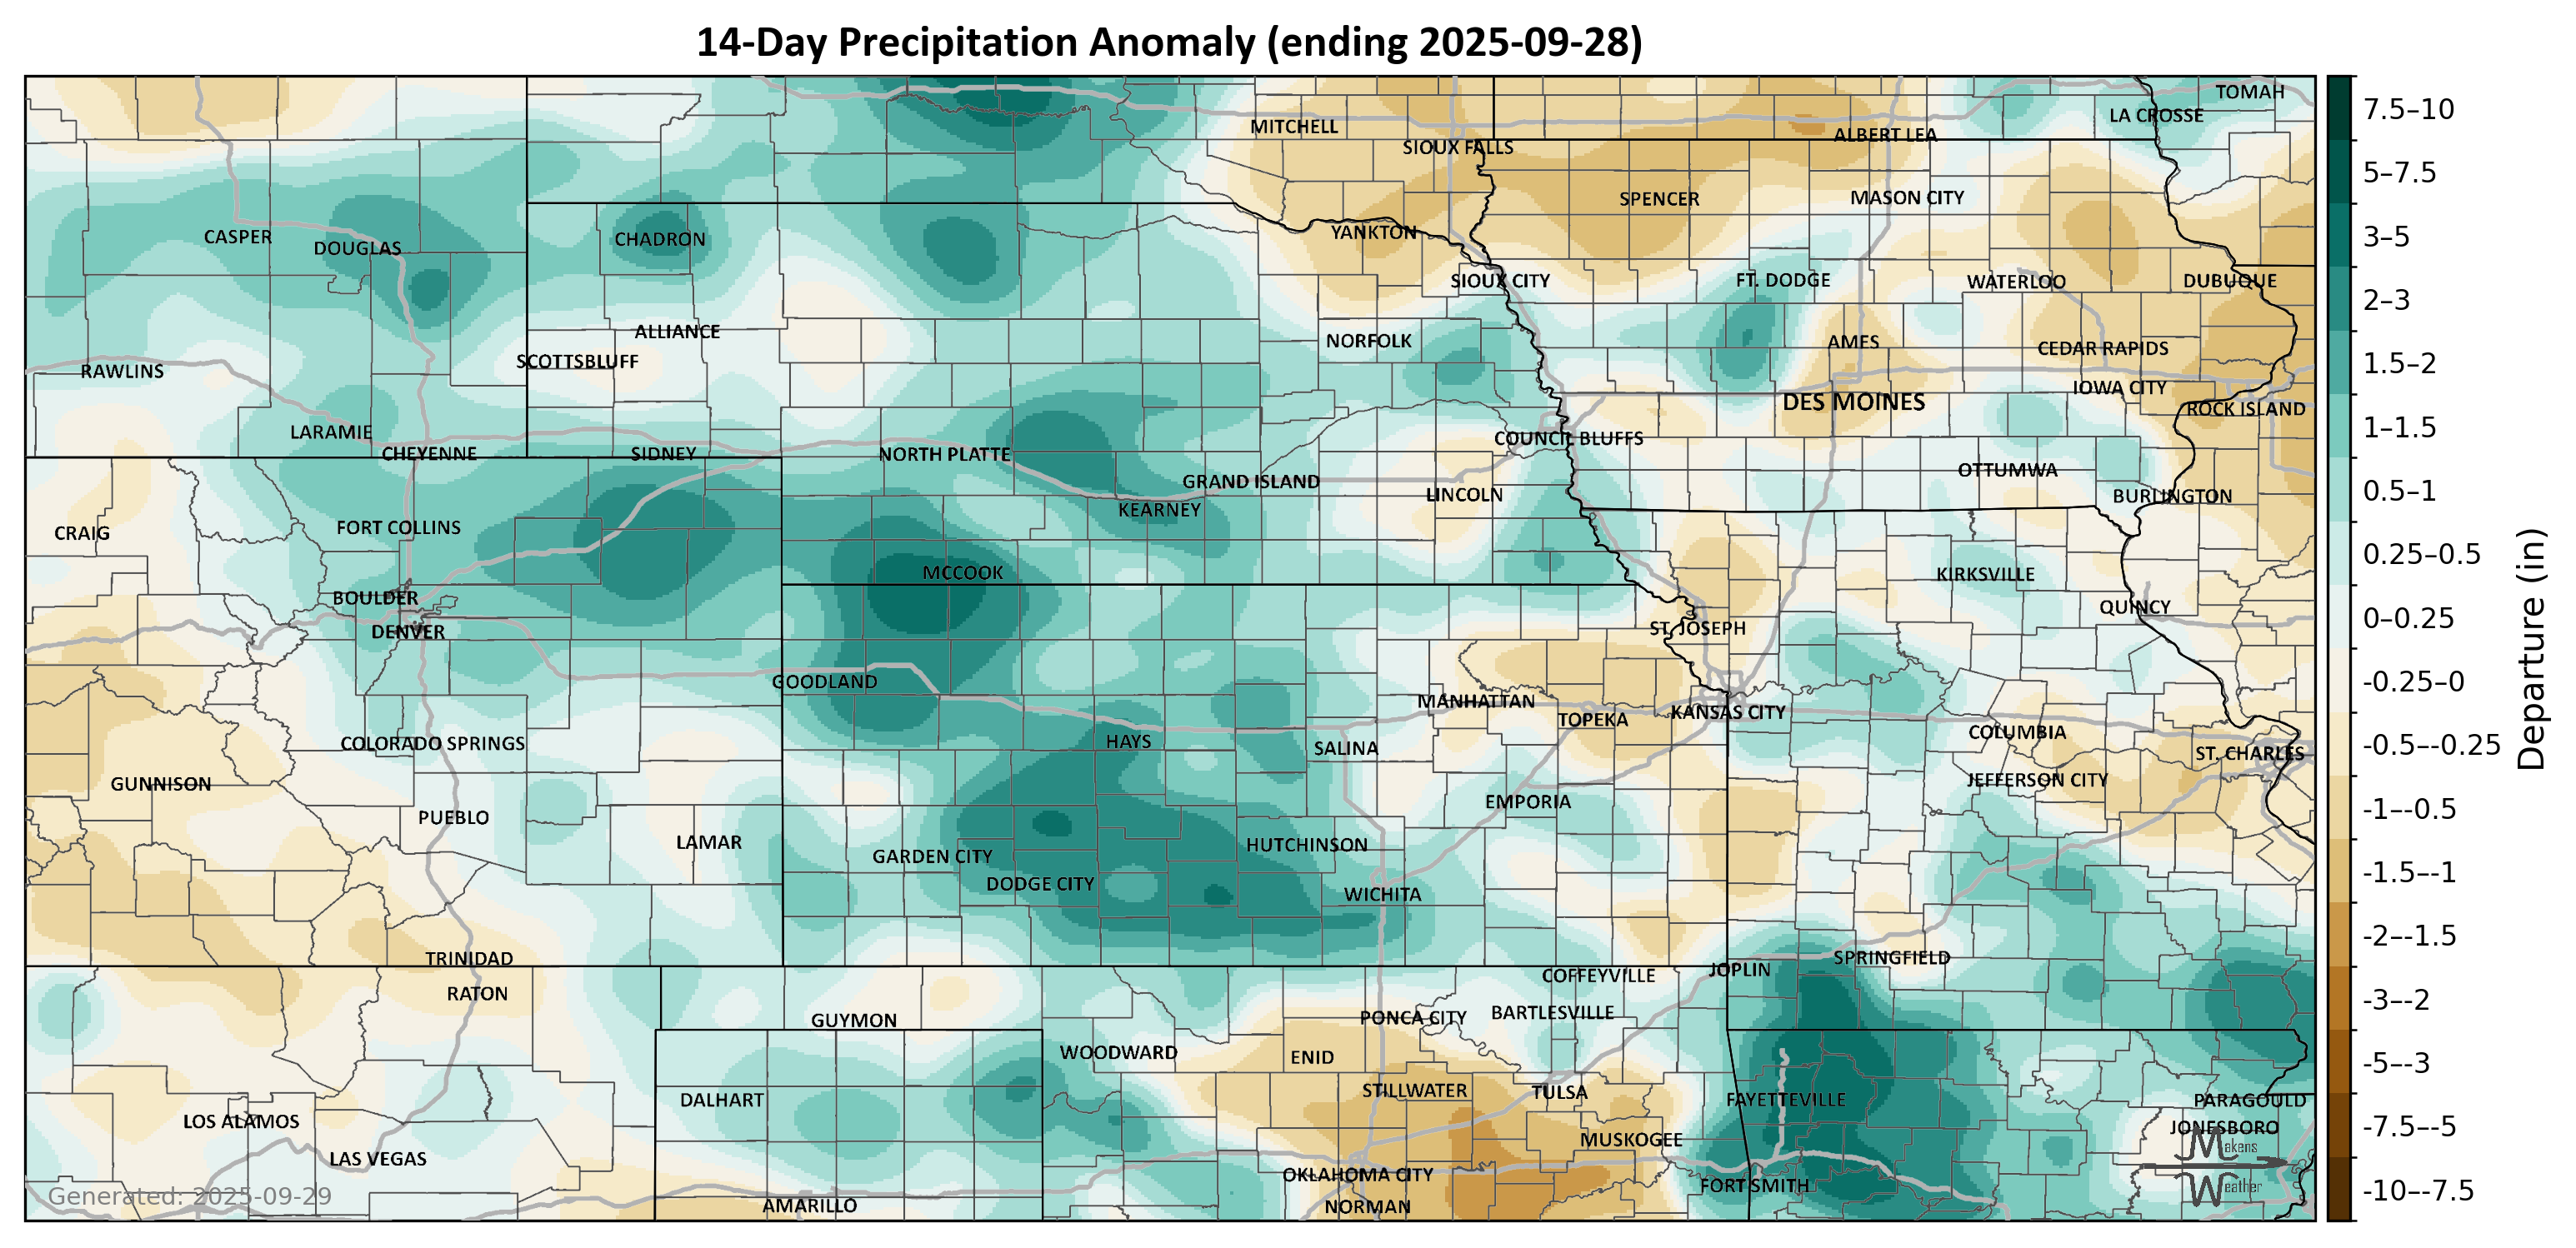 14-Day Precipitation Anomaly (ending 2025-09-28)
TOMAH
LA CROSSE
MITCHELL
ALBERT LEA
SIOUX FALLS
SPENCER
MASON CITY
YANKTON
CASPER
DOUGLAS
CHADRON
SIOUX CITY
FT. DODGE
WATERLOO
DUBUQUE
ALLIANCE
NORFOLK
AMES
CEDAR RAPIDS
SCOTTSBLUFF
RAWLINS
IOWA CITY
DES MOINES
ROCK ISLAND
LARAMIE
COUNCIL BLUFFS
CHEYENNE
SIDNEY
NORTH PLATTE
OTTUMWA
GRAND ISLAND
LINCOLN
BURLINGTON
KEARNEY
CRAIG
FORT COLLINS
MCCOOK
KIRKSVILLE
BOULDER
QUINCY
DENVER
ST. JOSEPH
GOODLAND
MANHATTAN
TOPEKA
KANSAS CITY
COLUMBIA
COLORADO SPRINGS
HAYS
SALINA
ST. CHARLES
GUNNISON
JEFFERSON CITY
EMPORIA
PUEBLO
LAMAR
HUTCHINSON
GARDEN CITY
DODGE CITY
WICHITA
TRINIDAD
SPRINGFIELD
COFFEYVILLE
JOPLIN
RATON
GUYMON
PONCA CITY
BARTLESVILLE
WOODWARD
ENID
STILLWATER
TULSA
DALHART
FAYETTEVILLE
PARAGOULD
LOS ALAMOS
JONESBORO
MUSKOGEE
LAS VEGAS
OKLAHOMA CITY
FORT SMITH
AMARILLO
NORMAN
Makens
Weather
Generated: 2025-09-29
7.5–10
5–7.5
3–5
2–3
1.5–2
1–1.5
0.5–1
0.25–0.5
0–0.25
-0.25–0
-0.5–-0.25
-1–-0.5
-1.5–-1
-2–-1.5
-3–-2
-5–-3
-7.5–-5
-10–-7.5
Departure (in)